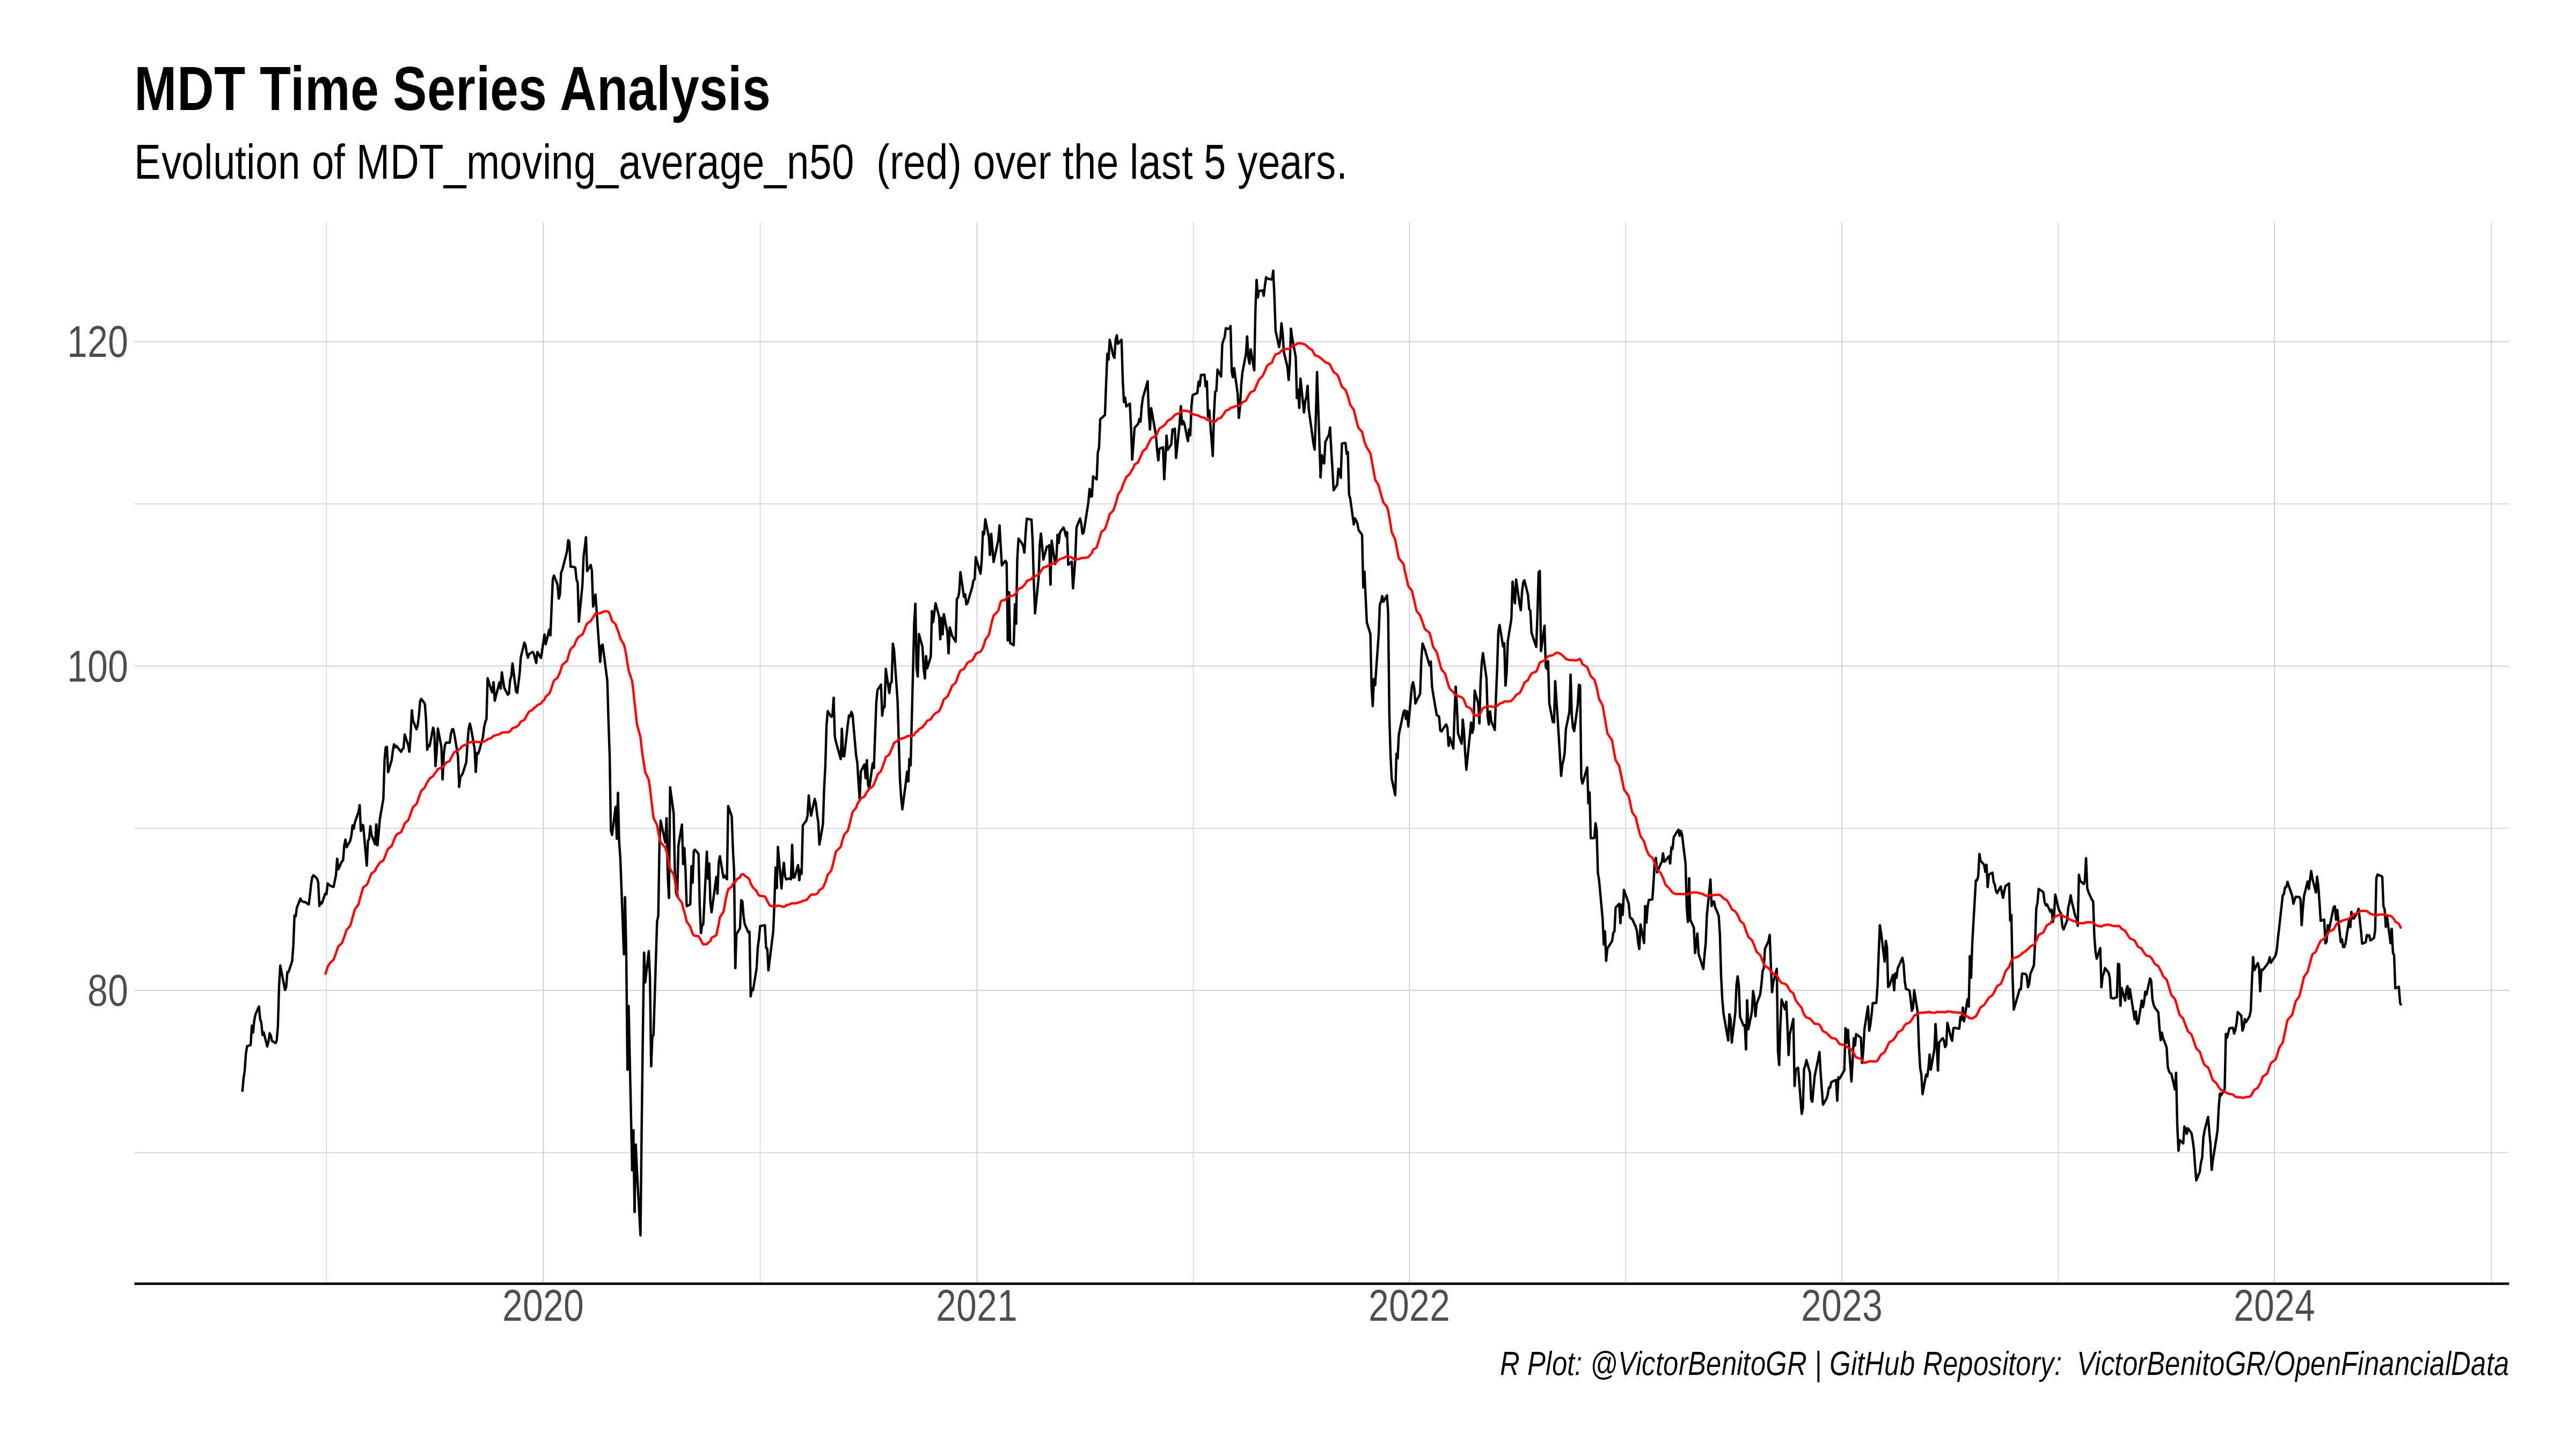 MDT Time Series Analysis
Evolution of MDT_moving_average_n50  (red) over the last 5 years.
120
100
80
2020 2021 2022 2023 2024
R Plot: @VictorBenitoGR | GitHub Repository:  VictorBenitoGR/OpenFinancialData